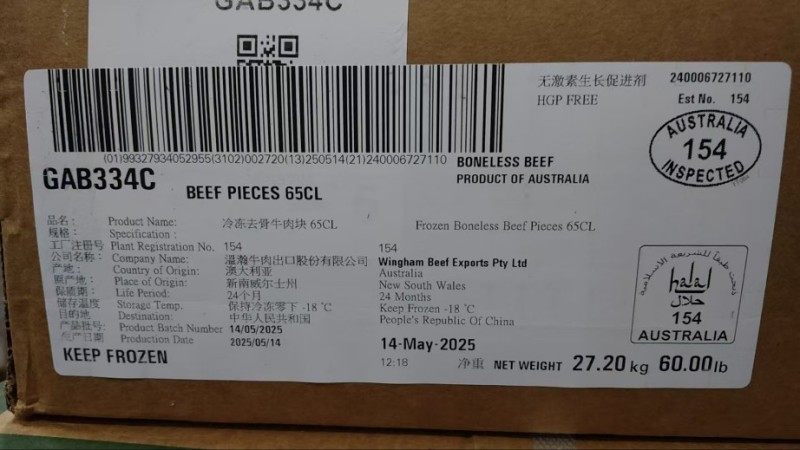 GAB334C
无激素生长促进剂 240006727110
HGP FREE Est No. 154
(01)99327934052955(3102)002720(13)250514(21)240006727110
BONELESS BEEF
PRODUCT OF AUSTRALIA
AUSTRALIA
154
INSPECTED
GAB334C BEEF PIECES 65CL
品名: Product Name: 冷冻去骨牛肉块 65CL Frozen Boneless Beef Pieces 65CL
规格: Specification :
工厂注册号 Plant Registration No. 154 154
公司名称: Company Name: 温瀚牛肉出口股份有限公司 Wingham Beef Exports Pty Ltd
产地: Country of Origin: 澳大利亚 Australia
原产地: Place of Origin: 新南威尔士州 New South Wales
保质期: Life Period: 24个月 24 Months
储存温度 Storage Temp. 保持冷冻零下 -18 °C Keep Frozen -18 °C
目的地 Destination: 中华人民共和国 People's Republic Of China
产品批号: Product Batch Number 14/05/2025
生产日期 Production Date 2025/05/14 14-May-2025
KEEP FROZEN 12:18 净重 NET WEIGHT 27.20 kg 60.00 lb
ذبحت طبقا للشريعة الإسلامية
halal
حلال
154
AUSTRALIA